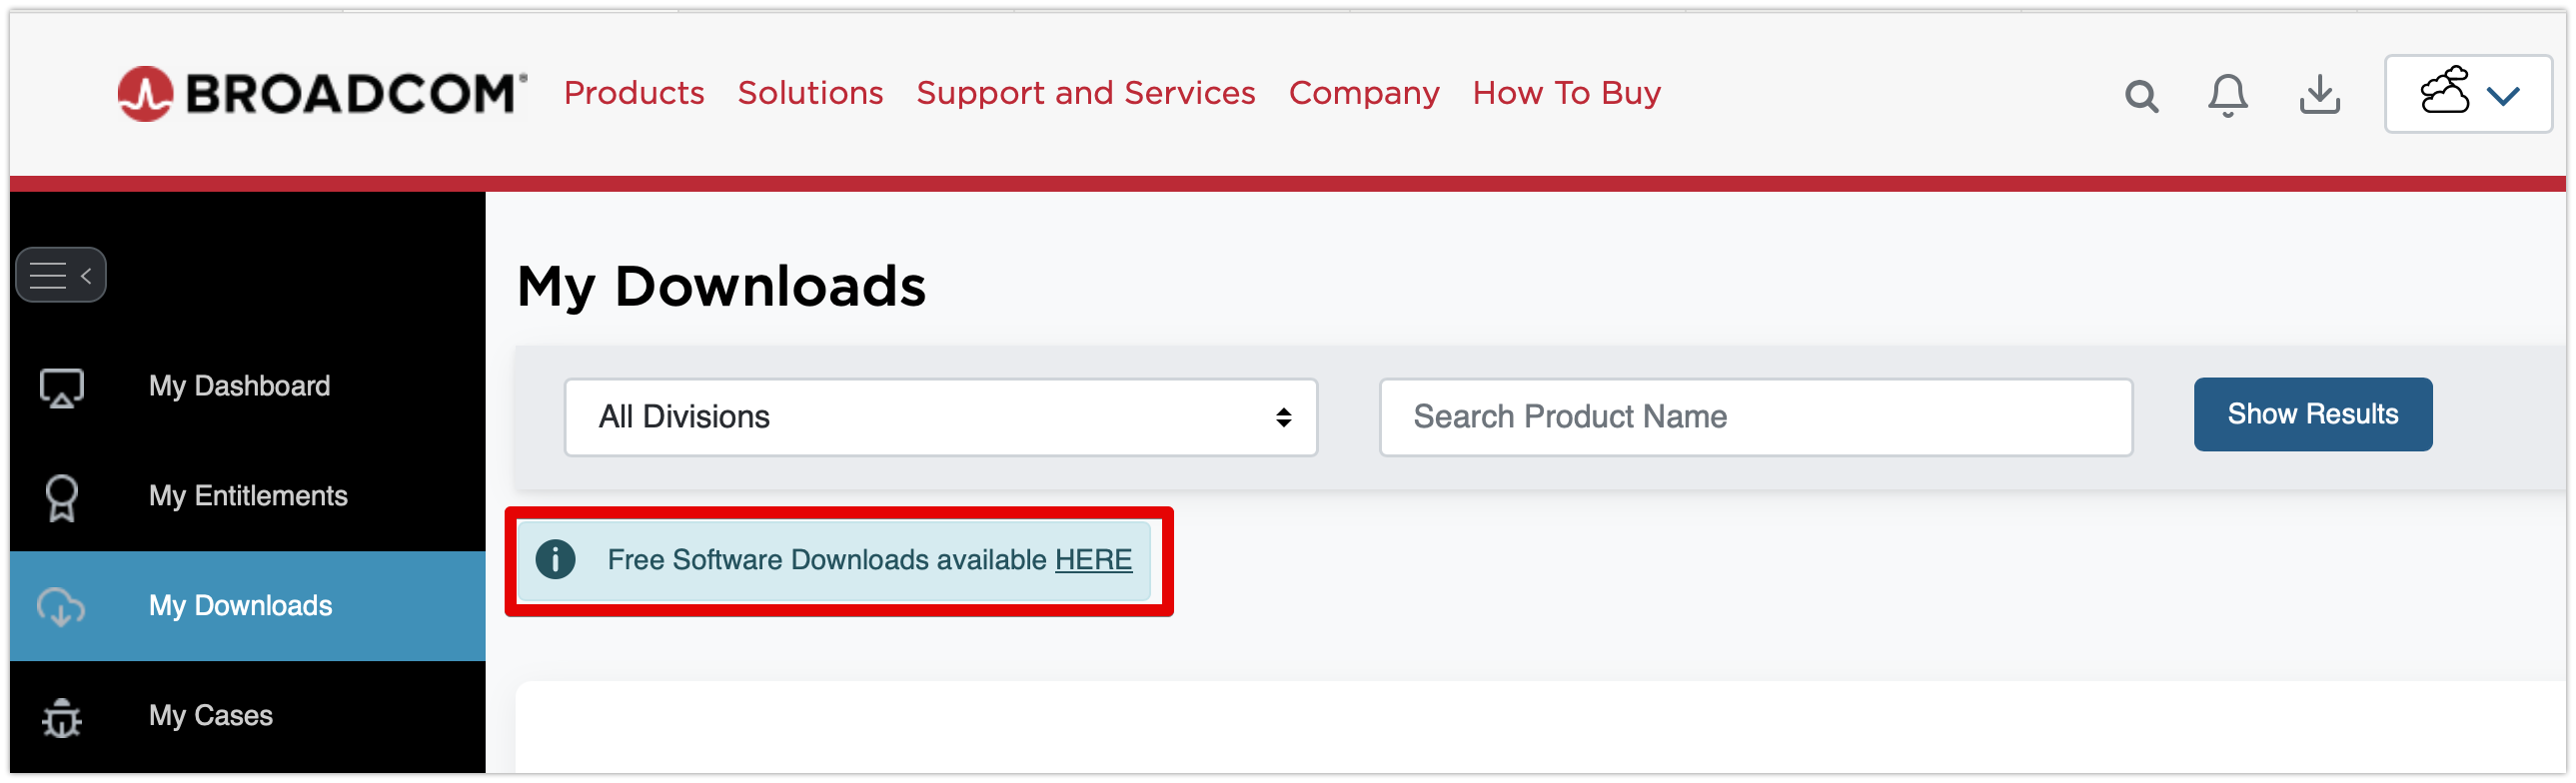 BROADCOM®
Products Solutions Support and Services Company How To Buy
My Dashboard
My Entitlements
My Downloads
My Cases
My Downloads
All Divisions
Search Product Name
Show Results
Free Software Downloads available HERE